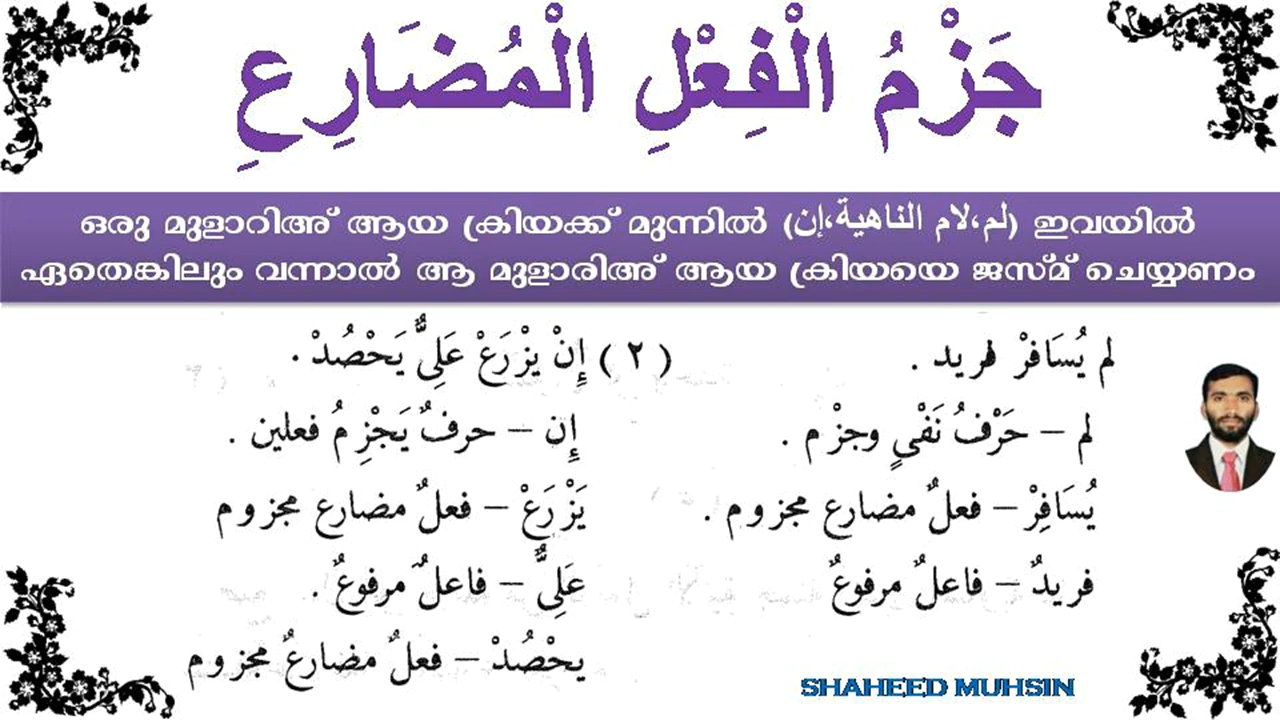 جَزْمُ الْفِعْلِ الْمُضَارِعِ
ഒരു മുളാറിഅ് ആയ ക്രിയക്ക് മുന്നിൽ (لم،لام الناهية،إن) ഇവയിൽ
ഏതെങ്കിലും വന്നാൽ ആ മുളാരിഅ് ആയ ക്രിയയെ ജസ്മ് ചെയ്യണം
لم يُسَافِرْ فريد .
لم – حَرْفُ نَفْيٍ وجزْم .
يُسَافِرْ – فعلٌ مضارع مجزوم .
فريدٌ – فاعلٌ مرفوعٌ
( ٢ ) إِنْ يزْرَعْ عَلِىٌّ يَحْصُدْ .
إِن – حرفٌ يَجْزِمُ فعلين .
يَزْرَعْ – فعلٌ مضارع مجزوم
عَلِىٌّ – فاعلٌ مرفوعٌ .
يحْصُدْ – فعلٌ مضارعٌ مجزوم
SHAHEED MUHSIN